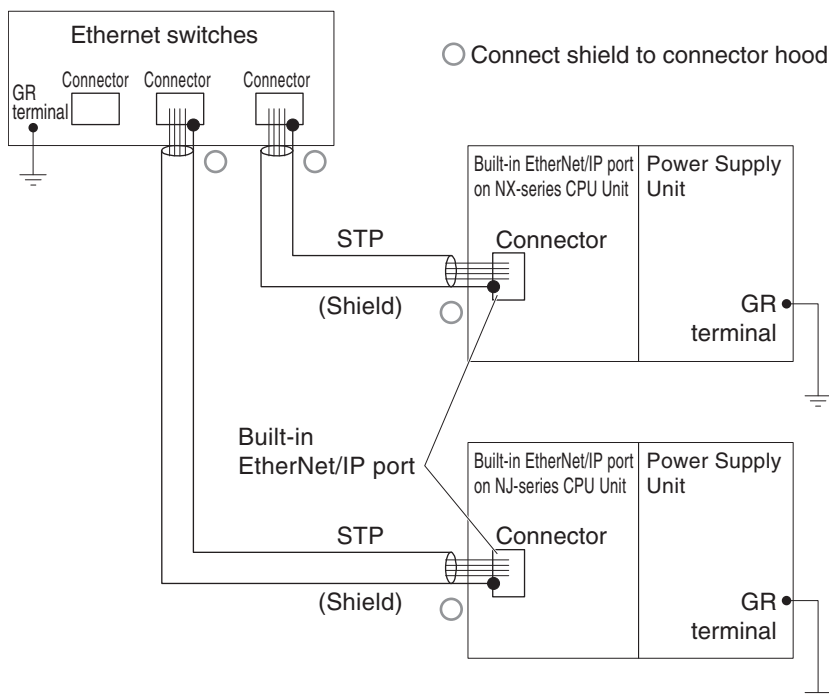 Ethernet switches
Connect shield to connector hood
Connector
Connector
Connector
GR
terminal
Built-in EtherNet/IP port
on NX-series CPU Unit
Power Supply
Unit
STP
Connector
(Shield)
GR
terminal
Built-in
EtherNet/IP port
Built-in EtherNet/IP port
on NJ-series CPU Unit
Power Supply
Unit
STP
Connector
(Shield)
GR
terminal